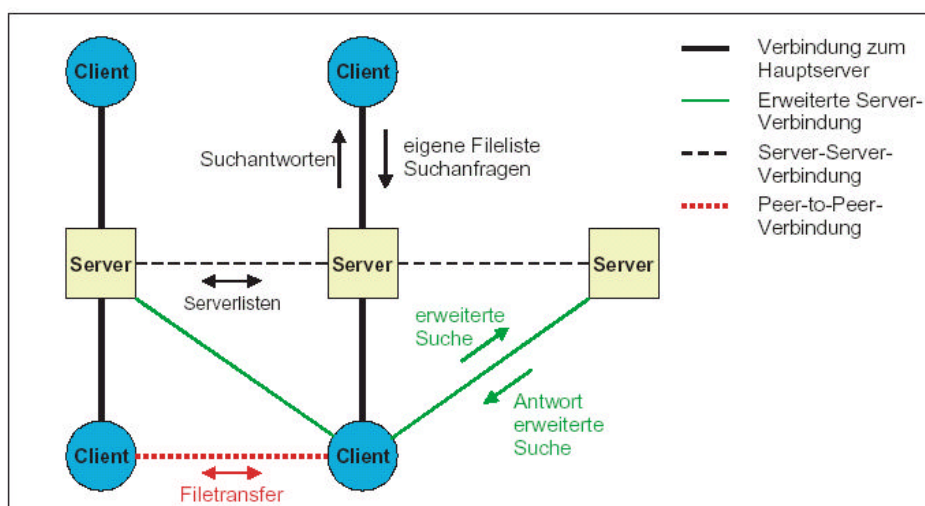 Client
Client
Suchantworten
eigene Fileliste
Suchanfragen
Server
Server
Server
Serverlisten
erweiterte
Suche
Antwort
erweiterte
Suche
Client
Client
Filetransfer
Verbindung zum
Hauptserver
Erweiterte Server-
Verbindung
Server-Server-
Verbindung
Peer-to-Peer-
Verbindung